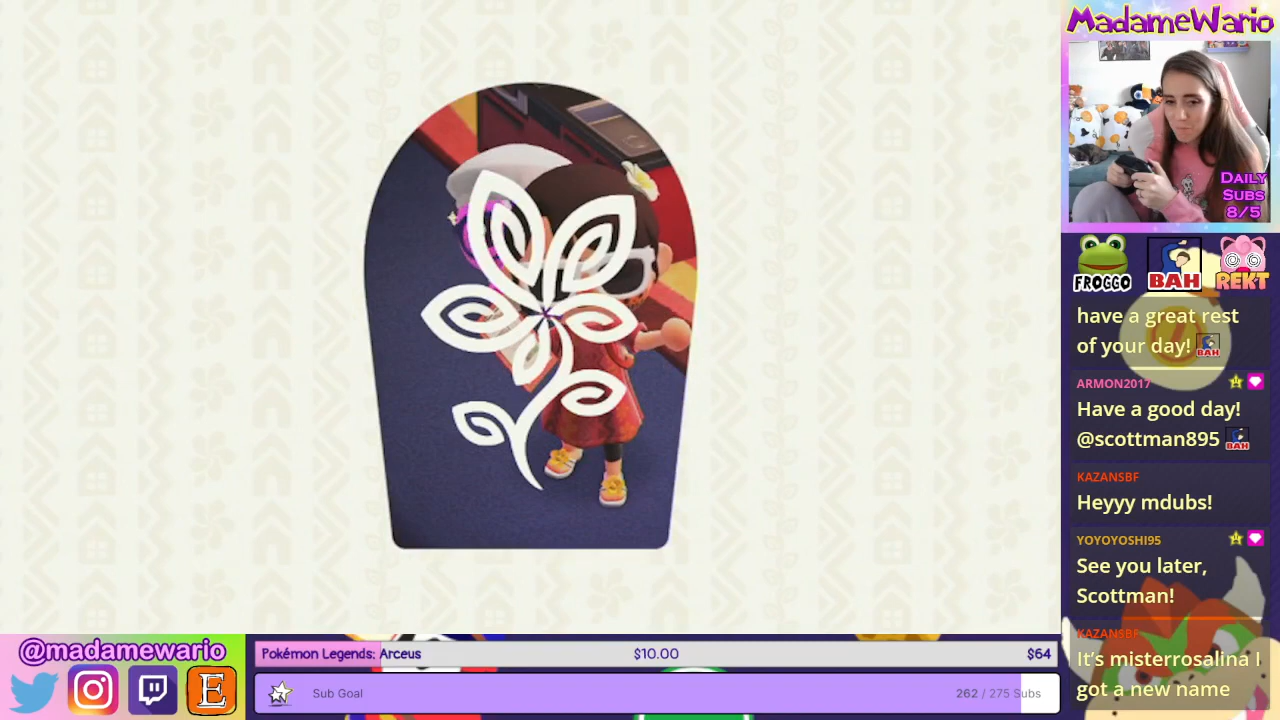 MadameWario
Daily
Subs
8/5
FROGGO
BAH
REKT
have a great rest
of your day! BAH
ARMON2017
Have a good day!
@scottman895 BAH
KAZANSBF
Heyyy mdubs!
YOYOYOSHI95
See you later,
Scottman!
KAZANSBF
It's misterrosalina I
got a new name
@madamewario
E
Pokémon Legends: Arceus $10.00 $64
Sub Goal 262 / 275 Subs